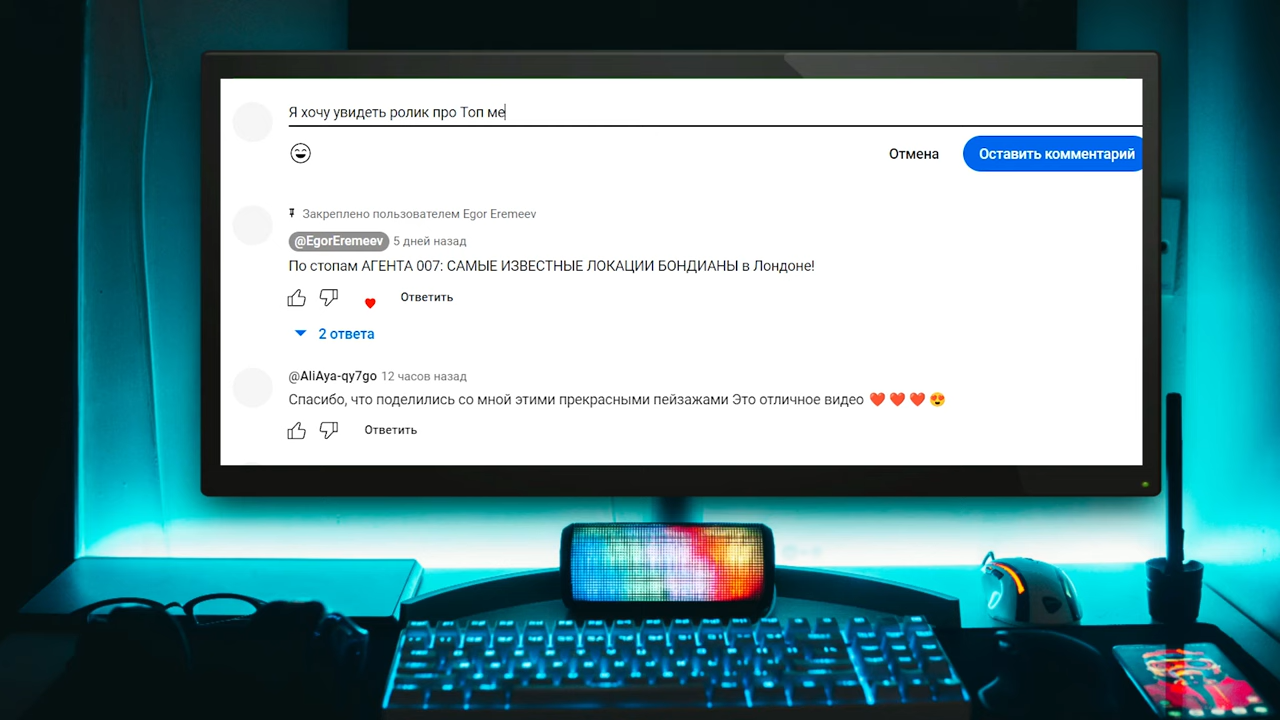 Я хочу увидеть ролик про Топ ме
Отмена
Оставить комментарий
Закреплено пользователем Egor Eremeev
@EgorEremeev 5 дней назад
По стопам АГЕНТА 007: САМЫЕ ИЗВЕСТНЫЕ ЛОКАЦИИ БОНДИАНЫ в Лондоне!
Ответить
2 ответа
@AliAya-qy7go 12 часов назад
Спасибо, что поделились со мной этими прекрасными пейзажами Это отличное видео ❤️ ❤️ ❤️ 😍
Ответить